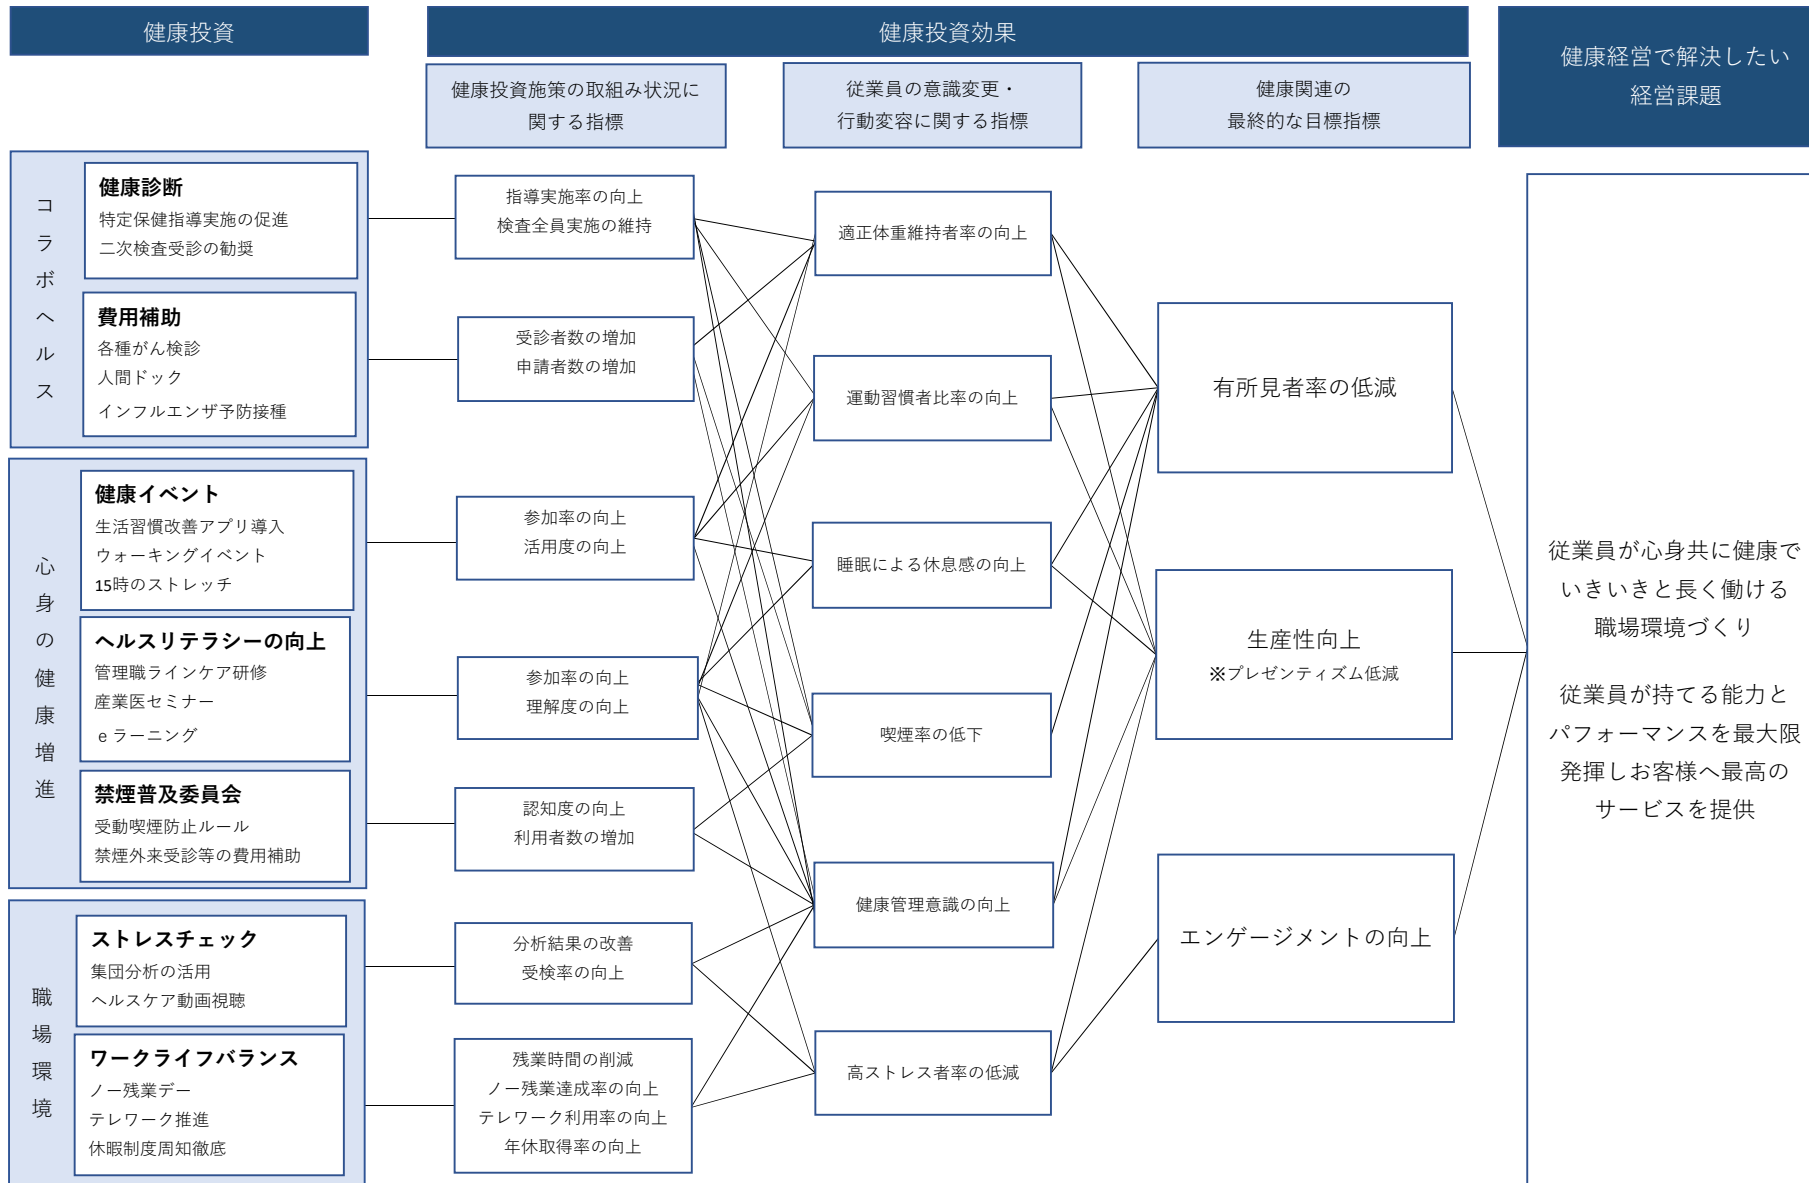 健康投資
健康投資効果
健康経営で解決したい
経営課題
健康投資施策の取組み状況に
関する指標
従業員の意識変更・
行動変容に関する指標
健康関連の
最終的な目標指標
コラボヘルス
健康診断
特定保健指導実施の促進
二次検査受診の勧奨
費用補助
各種がん検診
人間ドック
インフルエンザ予防接種
心身の健康増進
健康イベント
生活習慣改善アプリ導入
ウォーキングイベント
15時のストレッチ
ヘルスリテラシーの向上
管理職ラインケア研修
産業医セミナー
eラーニング
禁煙普及委員会
受動喫煙防止ルール
禁煙外来受診等の費用補助
職場環境
ストレスチェック
集団分析の活用
ヘルスケア動画視聴
ワークライフバランス
ノー残業デー
テレワーク推進
休暇制度周知徹底
指導実施率の向上
検査全員実施の維持
受診者数の増加
申請者数の増加
参加率の向上
活用度の向上
参加率の向上
理解度の向上
認知度の向上
利用者数の増加
分析結果の改善
受検率の向上
残業時間の削減
ノー残業達成率の向上
テレワーク利用率の向上
年休取得率の向上
適正体重維持者率の向上
運動習慣者比率の向上
睡眠による休息感の向上
喫煙率の低下
健康管理意識の向上
高ストレス者率の低減
有所見者率の低減
生産性向上
※プレゼンティズム低減
エンゲージメントの向上
従業員が心身共に健康で
いきいきと長く働ける
職場環境づくり
従業員が持てる能力と
パフォーマンスを最大限
発揮しお客様へ最高の
サービスを提供